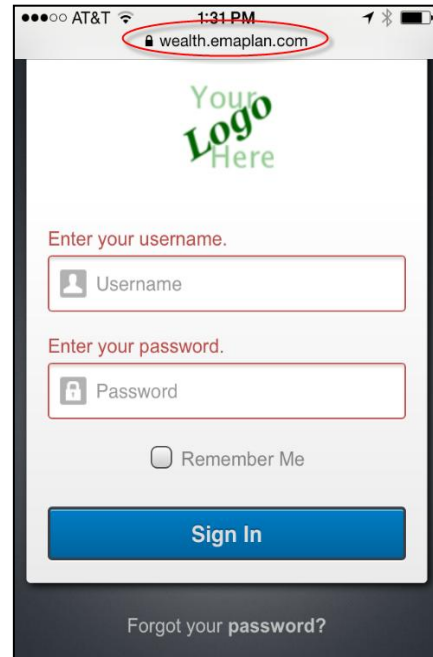 AT&T 1:31 PM
wealth.emaplan.com
Your
Logo
Here
Enter your username.
Username
Enter your password.
Password
Remember Me
Sign In
Forgot your password?